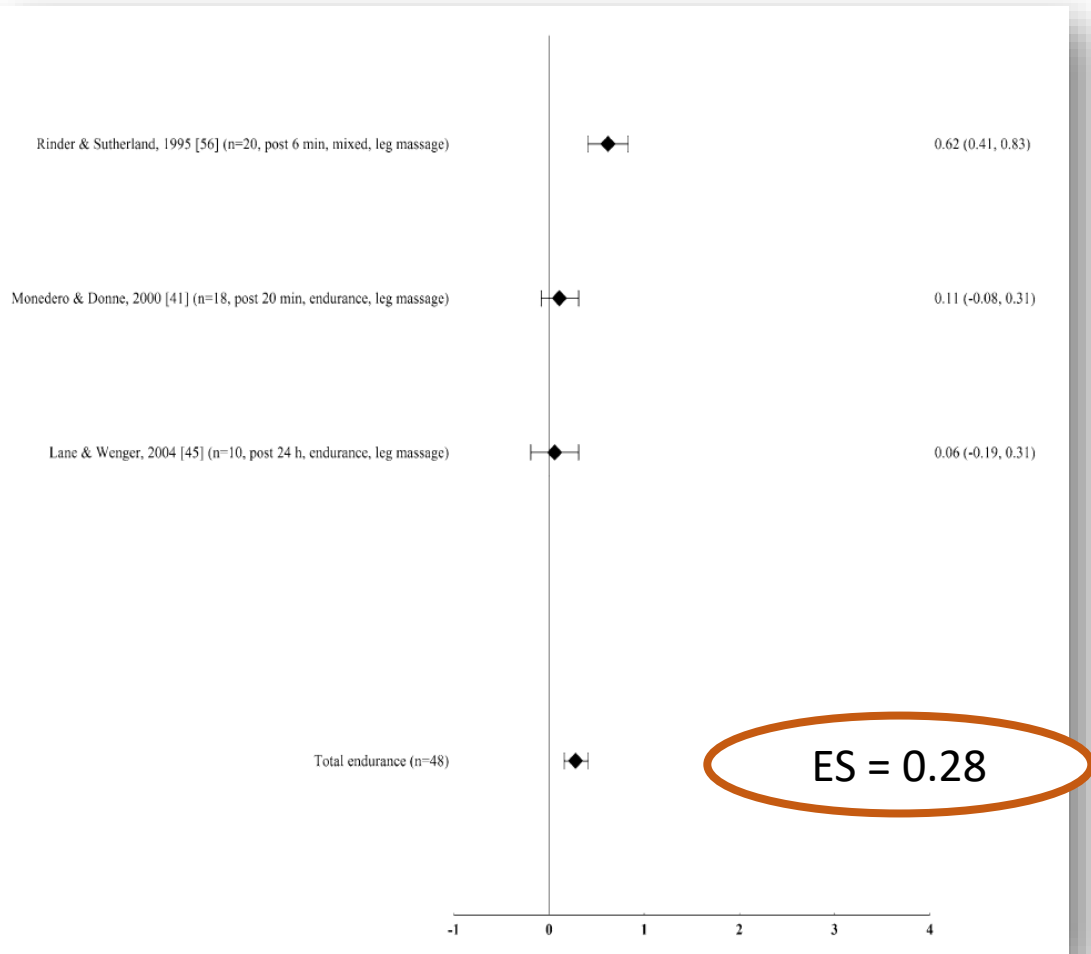 Rinder & Sutherland, 1995 [56] (n=20, post 6 min, mixed, leg massage) 0.62 (0.41, 0.83)
Monedero & Donne, 2000 [41] (n=18, post 20 min, endurance, leg massage) 0.11 (-0.08, 0.31)
Lane & Wenger, 2004 [45] (n=10, post 24 h, endurance, leg massage) 0.06 (-0.19, 0.31)
Total endurance (n=48) ES = 0.28
-1 0 1 2 3 4